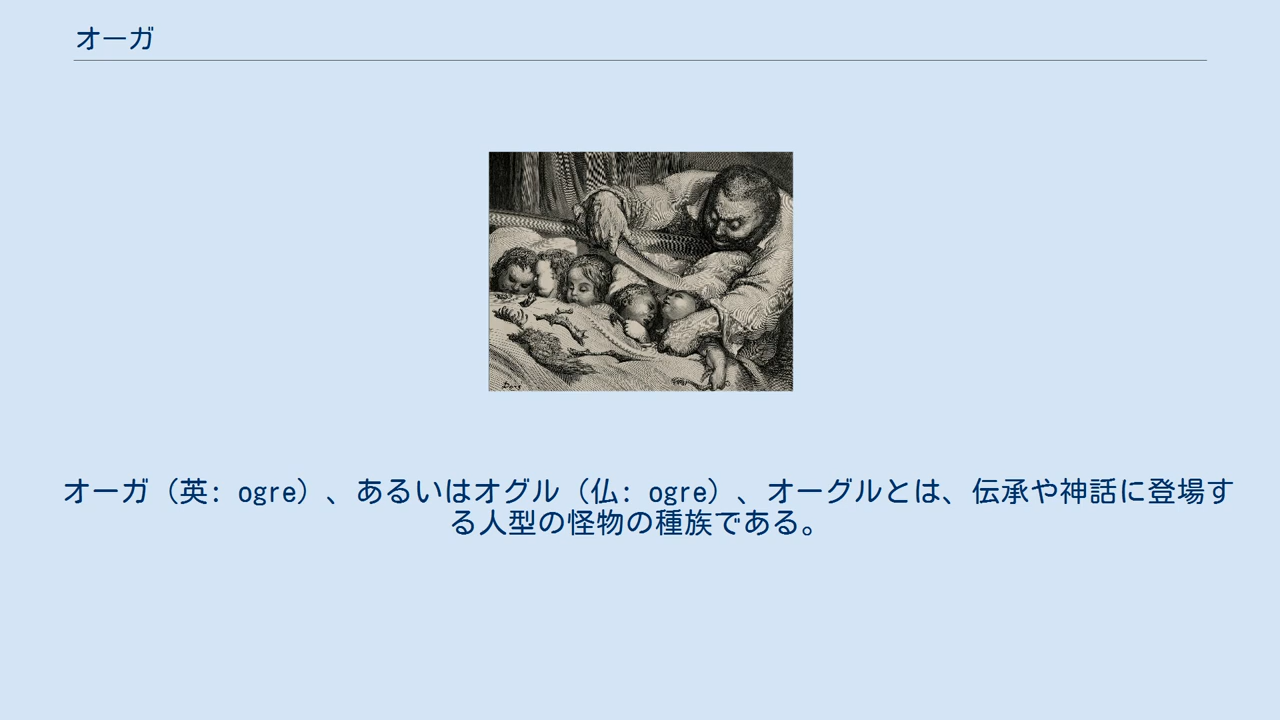 オーガ
オーガ（英: ogre）、あるいはオグル（仏: ogre）、オーグルとは、伝承や神話に登場す
る人型の怪物の種族である。